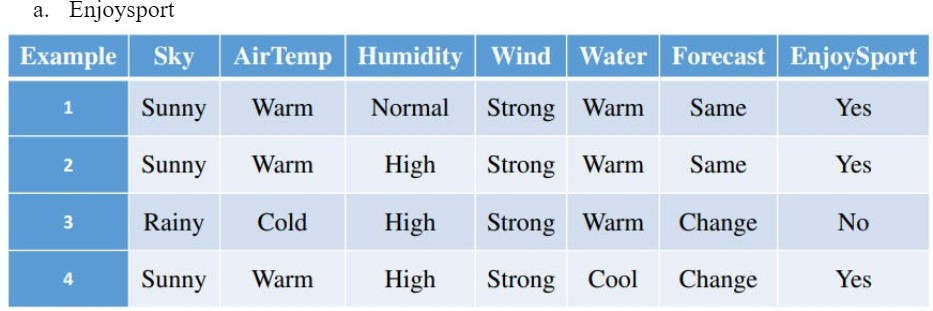 a. Enjoysport
Example Sky AirTemp Humidity Wind Water Forecast EnjoySport
1 Sunny Warm Normal Strong Warm Same Yes
2 Sunny Warm High Strong Warm Same Yes
3 Rainy Cold High Strong Warm Change No
4 Sunny Warm High Strong Cool Change Yes